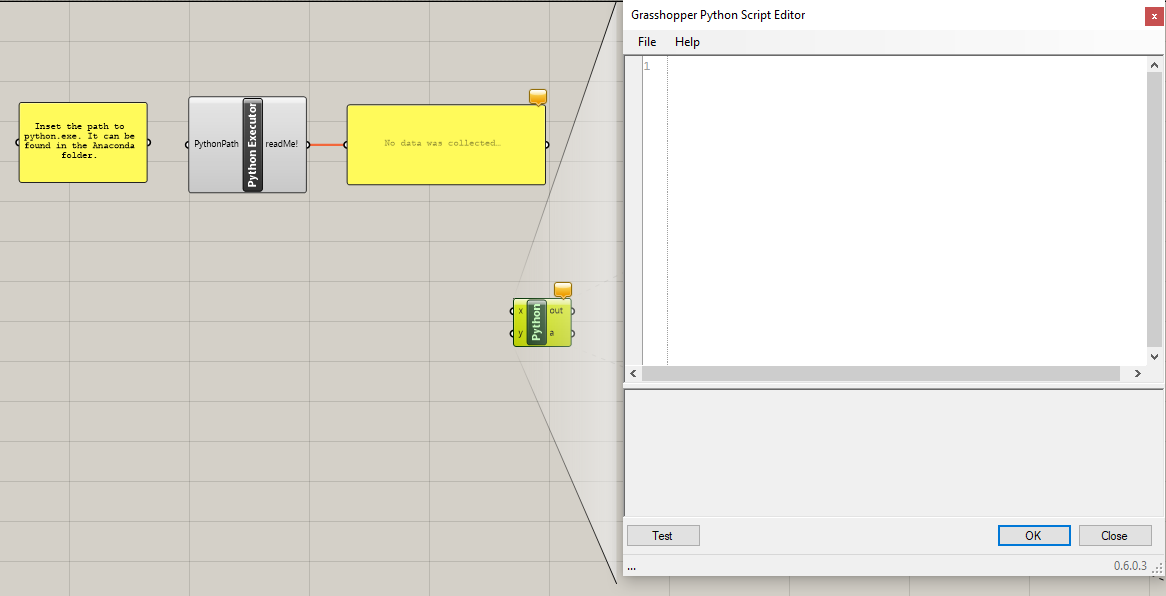 Grasshopper Python Script Editor
x
File Help
1
Inset the path to
python.exe. It can be
found in the Anaconda
folder.
PythonPath
Python Executor
readMe!
No data was collected…
x
y
Python
out
a
Test
OK
Close
...
0.6.0.3